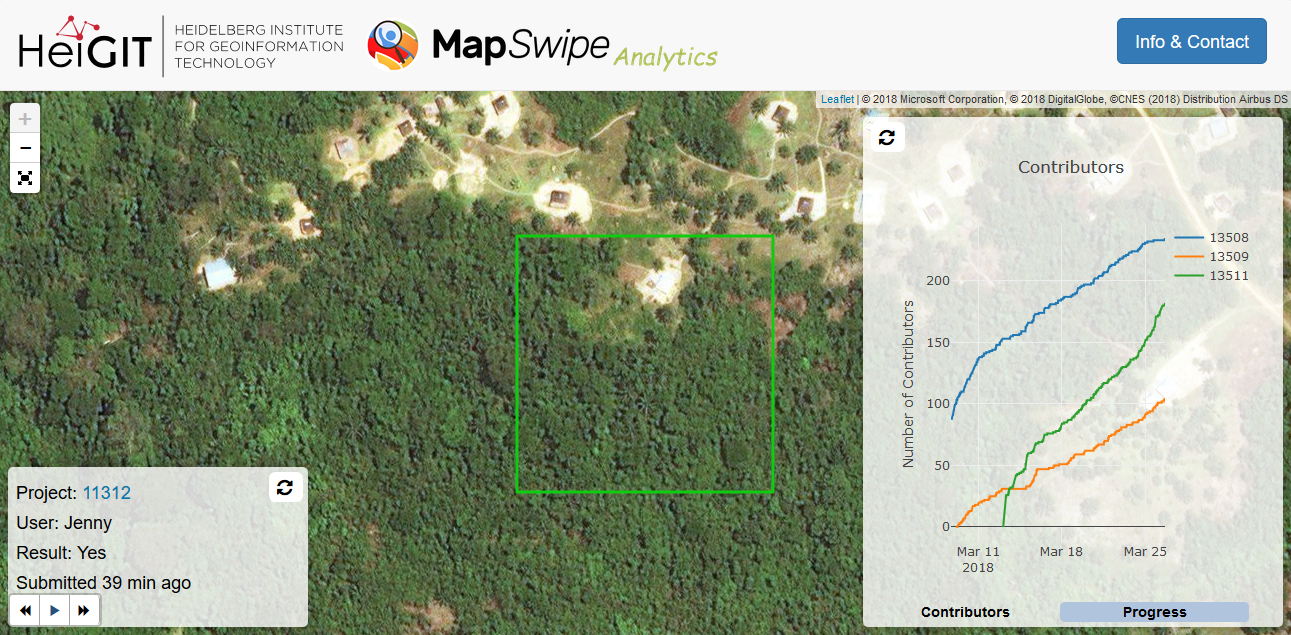 HeiGIT
HEIDELBERG INSTITUTE
FOR GEOINFORMATION
TECHNOLOGY
MapSwipe Analytics
Info & Contact
+
−
Leaflet | © 2018 Microsoft Corporation, © 2018 DigitalGlobe, ©CNES (2018) Distribution Airbus DS
Contributors
Number of Contributors
200
150
100
50
0
Mar 11
2018
Mar 18
Mar 25
13508
13509
13511
Contributors
Progress
Project: 11312
User: Jenny
Result: Yes
Submitted 39 min ago